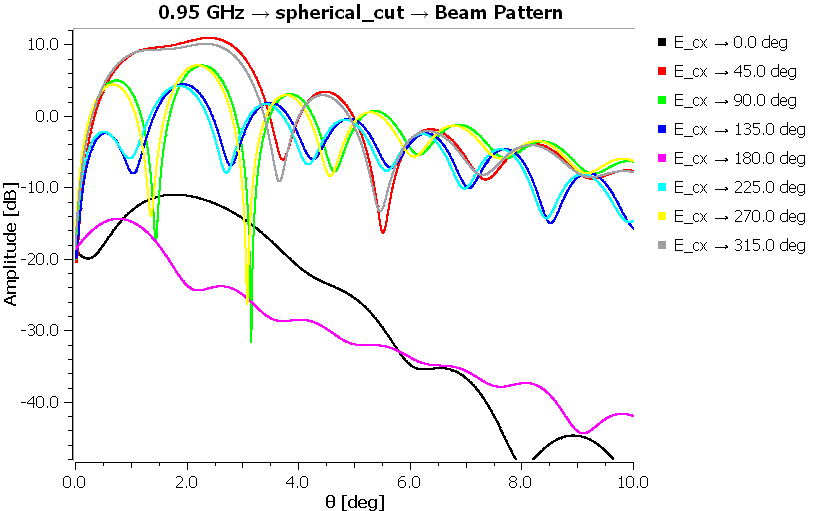 0.95 GHz → spherical_cut → Beam Pattern
10.0
0.0
-10.0
-20.0
-30.0
-40.0
Amplitude [dB]
0.0 2.0 4.0 6.0 8.0 10.0
θ [deg]
E_cx → 0.0 deg
E_cx → 45.0 deg
E_cx → 90.0 deg
E_cx → 135.0 deg
E_cx → 180.0 deg
E_cx → 225.0 deg
E_cx → 270.0 deg
E_cx → 315.0 deg